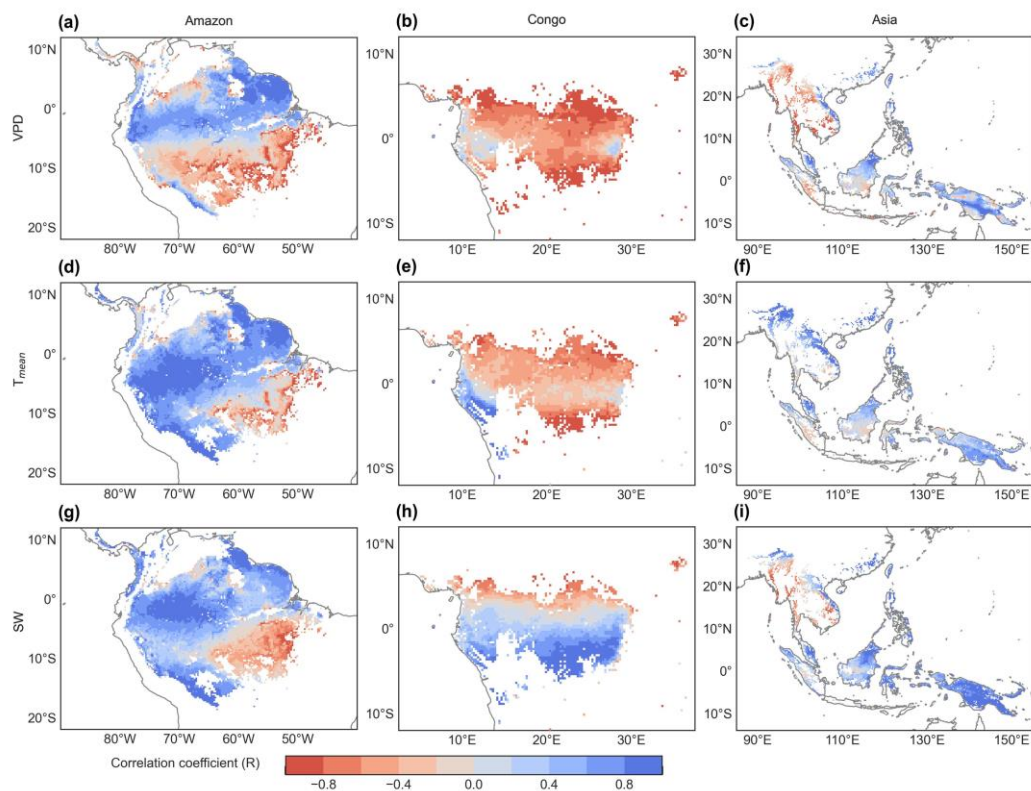 (a) Amazon (b) Congo (c) Asia
10°N 10°N 30°N
20°N
VPD 0° 0° 10°N
10°S 0°
20°S 10°S 10°S
80°W 70°W 60°W 50°W 10°E 20°E 30°E 90°E 110°E 130°E 150°E
(d) (e) (f)
10°N 10°N 30°N
20°N
Tmean 0° 0° 10°N
10°S 0°
20°S 10°S 10°S
80°W 70°W 60°W 50°W 10°E 20°E 30°E 90°E 110°E 130°E 150°E
(g) (h) (i)
10°N 10°N 30°N
20°N
SW 0° 0° 10°N
10°S 0°
20°S 10°S 10°S
80°W 70°W 60°W 50°W 10°E 20°E 30°E 90°E 110°E 130°E 150°E
Correlation coefficient (R)
−0.8 −0.4 0.0 0.4 0.8